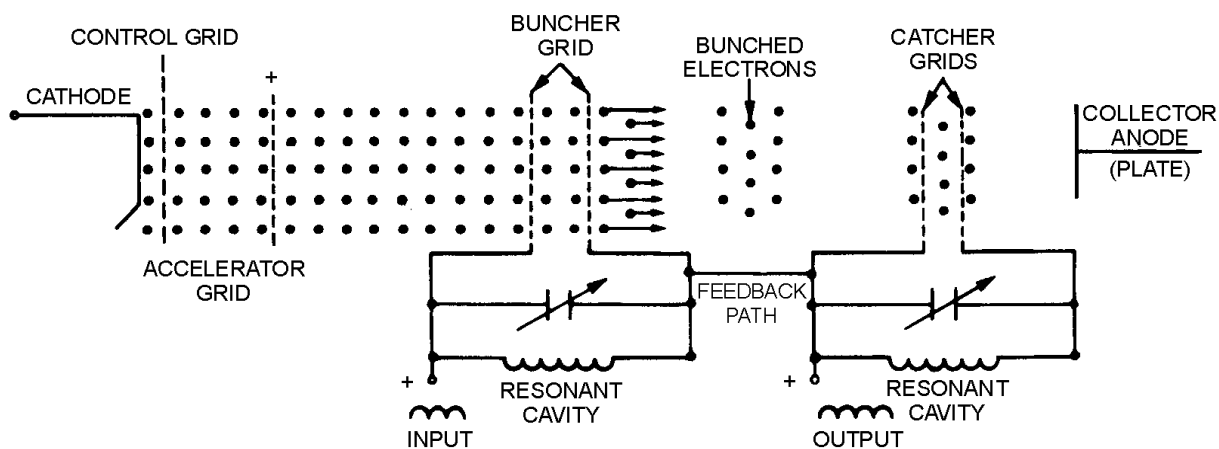 CONTROL GRID
+
CATHODE
ACCELERATOR
GRID
BUNCHER
GRID
BUNCHED
ELECTRONS
CATCHER
GRIDS
COLLECTOR
ANODE
(PLATE)
FEEDBACK
PATH
+
RESONANT
CAVITY
INPUT
+
RESONANT
CAVITY
OUTPUT